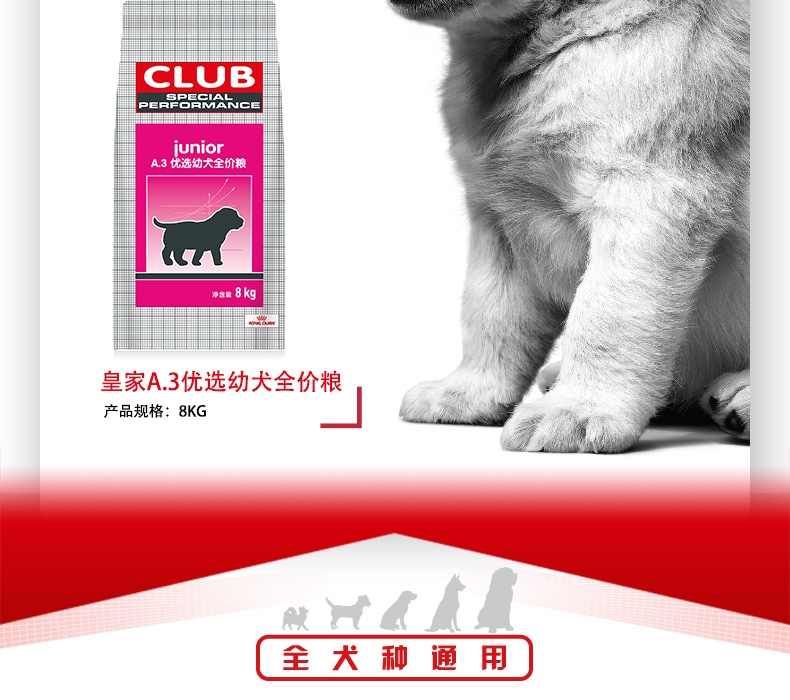 CLUB
SPECIAL
PERFORMANCE
junior
A.3 优选幼犬全价粮
净含量 8 kg
ROYAL CANIN
皇家A.3优选幼犬全价粮
产品规格：8KG
全犬种通用